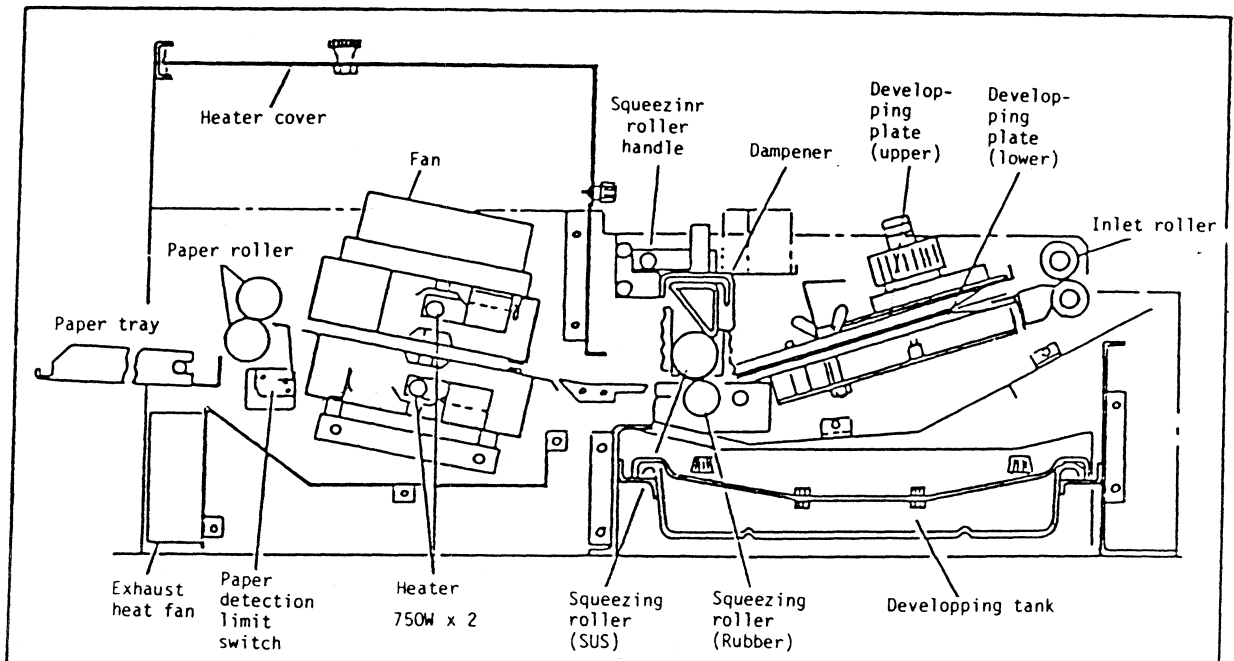 Heater cover
Fan
Paper roller
Paper tray
Squeezinr
roller
handle
Dampener
Develop-
ping
plate
(upper)
Develop-
ping
plate
(lower)
Inlet roller
Exhaust
heat fan
Paper
detection
limit
switch
Heater
750W x 2
Squeezing
roller
(SUS)
Squeezing
roller
(Rubber)
Developping tank